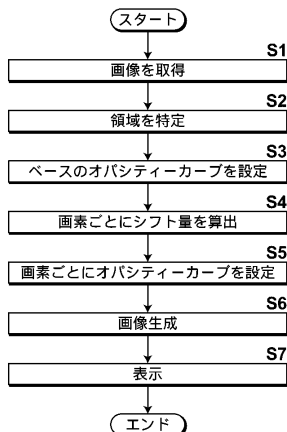 スタート
S1
画像を取得
S2
領域を特定
S3
ベースのオパシティーカーブを設定
S4
画素ごとにシフト量を算出
S5
画素ごとにオパシティーカーブを設定
S6
画像生成
S7
表示
エンド